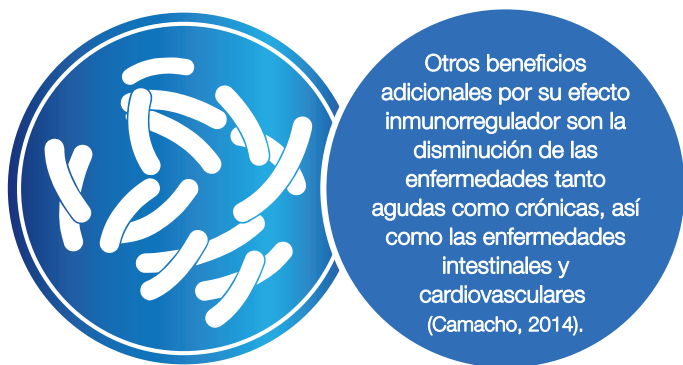 Otros beneficios
adicionales por su efecto
inmunorregulador son la
disminución de las
enfermedades tanto
agudas como crónicas, así
como las enfermedades
intestinales y
cardiovasculares
(Camacho, 2014).